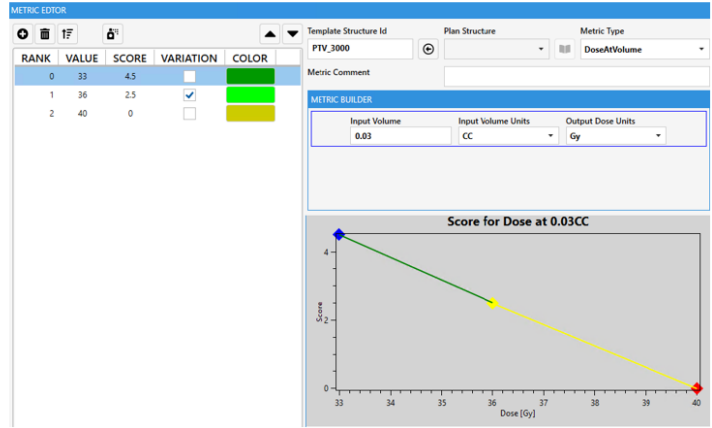 METRIC EDITOR
RANK VALUE SCORE VARIATION COLOR
0 33 4.5
1 36 2.5
2 40 0
Template Structure Id Plan Structure Metric Type
PTV_3000 DoseAtVolume
Metric Comment
METRIC BUILDER
Input Volume Input Volume Units Output Dose Units
0.03 CC Gy
Score for Dose at 0.03CC
Score
4
2
0
33 34 35 36 37 38 39 40
Dose [Gy]